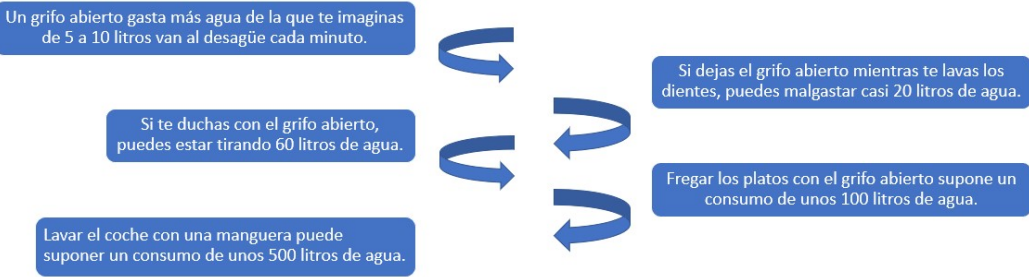 Un grifo abierto gasta más agua de la que te imaginas
de 5 a 10 litros van al desagüe cada minuto.
Si dejas el grifo abierto mientras te lavas los
dientes, puedes malgastar casi 20 litros de agua.
Si te duchas con el grifo abierto,
puedes estar tirando 60 litros de agua.
Fregar los platos con el grifo abierto supone un
consumo de unos 100 litros de agua.
Lavar el coche con una manguera puede
suponer un consumo de unos 500 litros de agua.